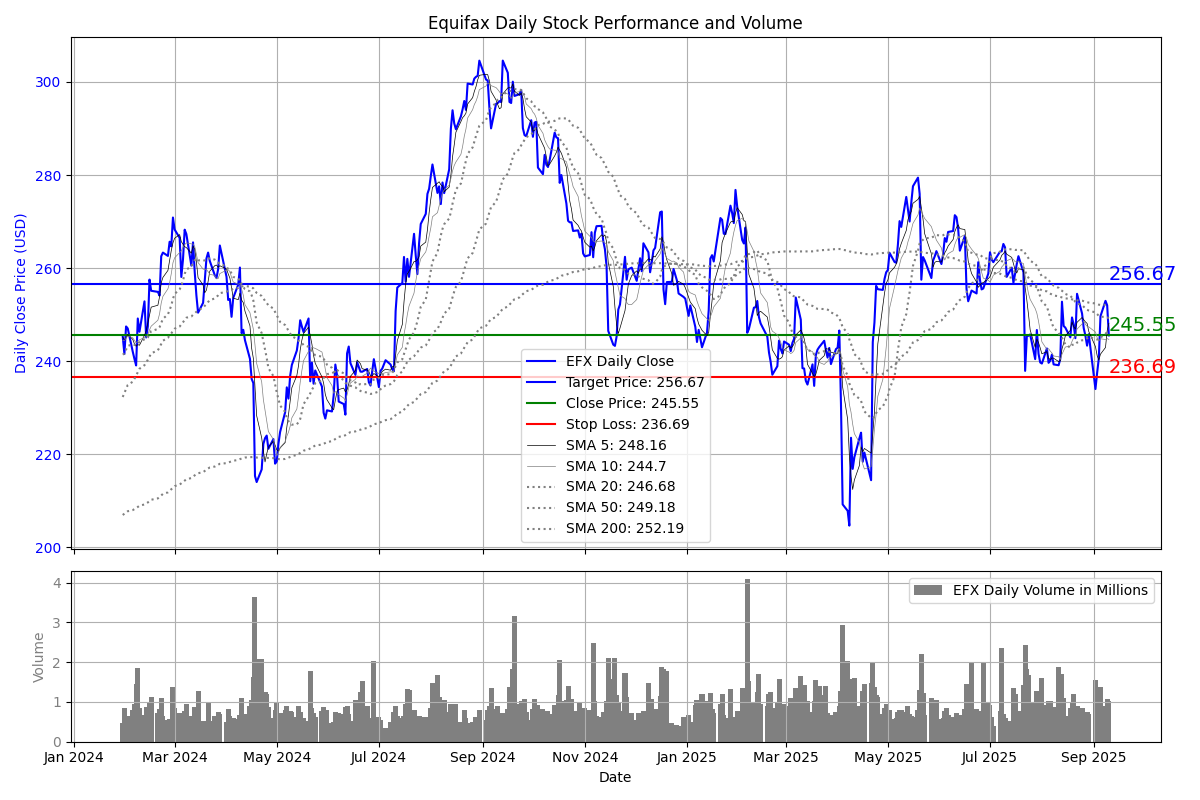 Equifax Daily Stock Performance and Volume
Daily Close Price (USD)
300
280
260
240
220
200
256.67
245.55
236.69
EFX Daily Close
Target Price: 256.67
Close Price: 245.55
Stop Loss: 236.69
SMA 5: 248.16
SMA 10: 244.7
SMA 20: 246.68
SMA 50: 249.18
SMA 200: 252.19
Volume
4
3
2
1
0
EFX Daily Volume in Millions
Jan 2024 Mar 2024 May 2024 Jul 2024 Sep 2024 Nov 2024 Jan 2025 Mar 2025 May 2025 Jul 2025 Sep 2025
Date